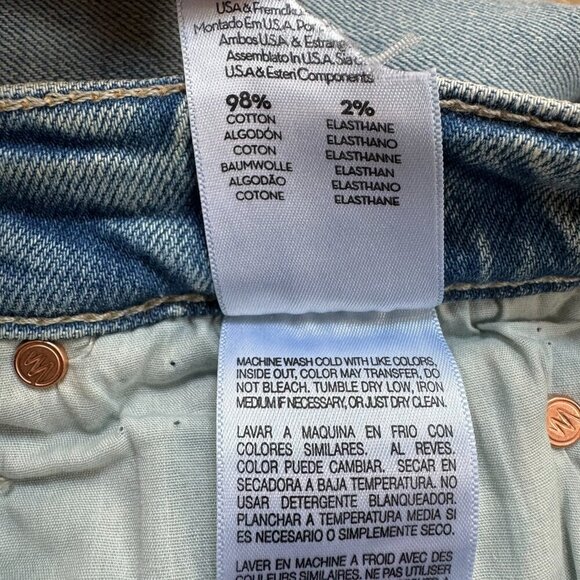 USA & Fremdku
Montado Em U.S.A. Por
Ambos U.S.A & Estrang
Assemblato In U.S.A. Sia C
U.S.A & Esteri Components
98%
COTTON
ALGODÓN
COTON
BAUMWOLLE
ALGODÃO
COTONE
2%
ELASTHANE
ELASTHANO
ELASTHANNE
ELASTHAN
ELASTHANO
ELASTHANE
MACHINE WASH COLD WITH LIKE COLORS,
INSIDE OUT, COLOR MAY TRANSFER, DO
NOT BLEACH. TUMBLE DRY LOW, IRON
MEDIUM IF NECESSARY, OR JUST DRY CLEAN.
LAVAR A MAQUINA EN FRIO CON
COLORES SIMILARES. AL REVES.
COLOR PUEDE CAMBIAR. SECAR EN
SECADORA A BAJA TEMPERATURA. NO
USAR DETERGENTE BLANQUEADOR.
PLANCHAR A TEMPERATURA MEDIA SI
ES NECESARIO O SIMPLEMENTE SECO.
LAVER EN MACHINE A FROID AVEC DES
COULEURS SIMILAIRES. NE PAS UTILISER